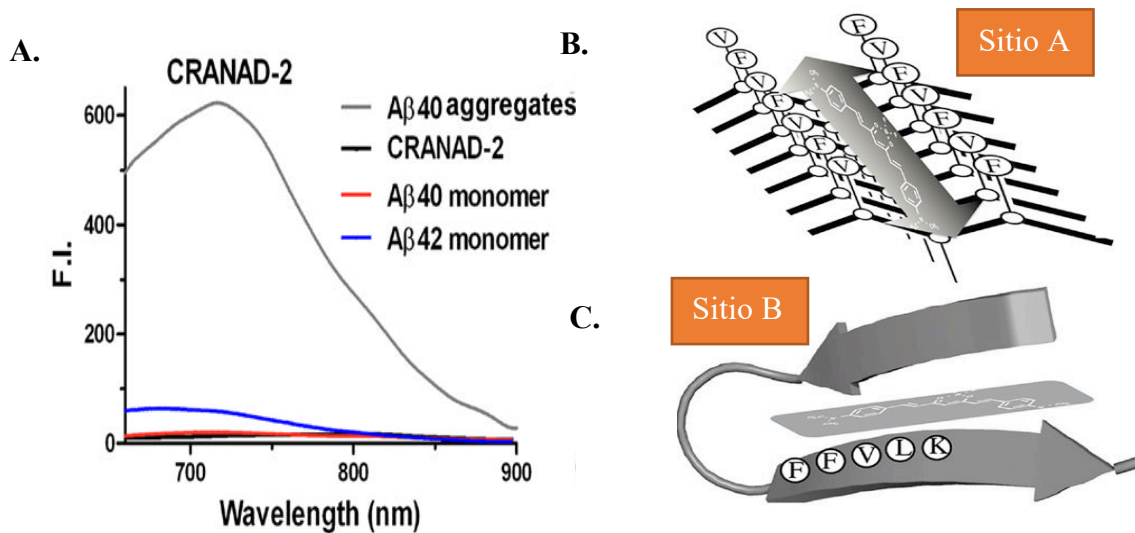 A.
CRANAD-2
600
400
200
0
F.I.
700
800
900
Wavelength (nm)
Aβ40 aggregates
CRANAD-2
Aβ40 monomer
Aβ42 monomer
B.
Sitio A
V
F
V
F
V
F
V
F
V
F
V
F
V
F
C.
Sitio B
F F V L K